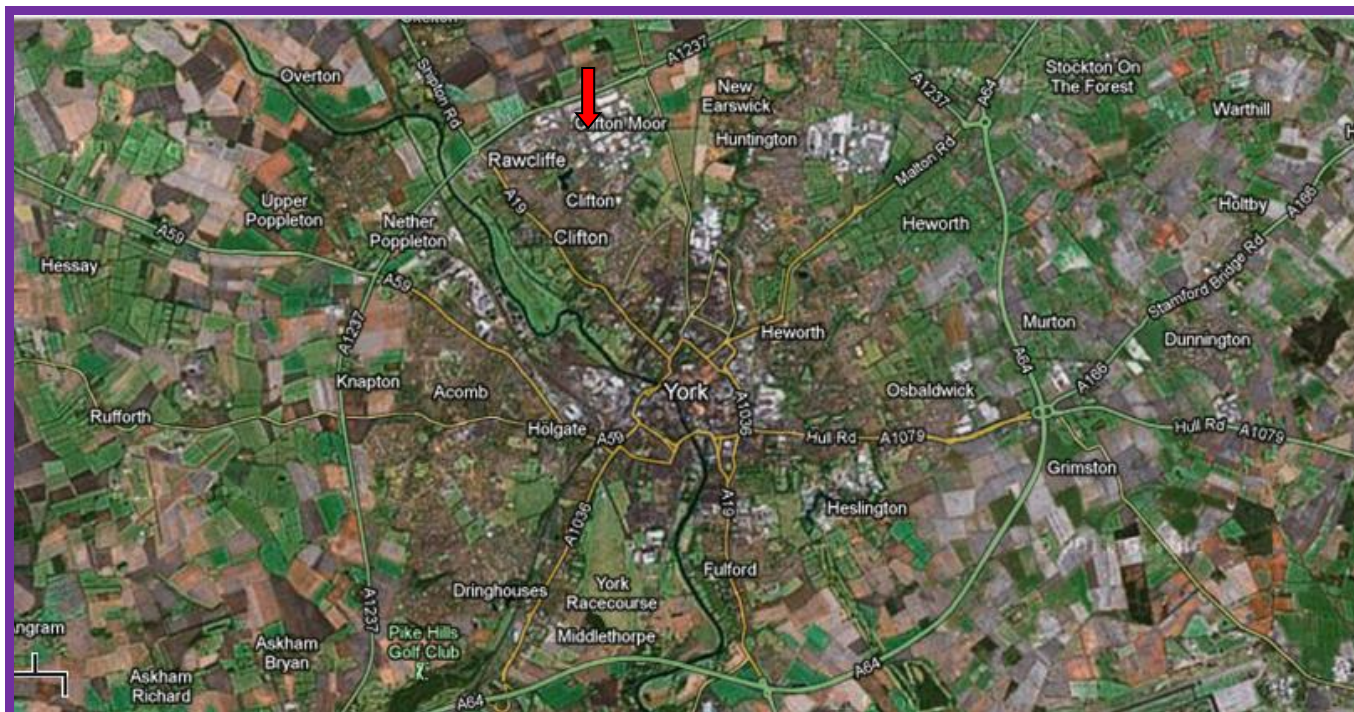 Shipton Rd
A1237
A64
Overton
New
Earswick
Stockton On
The Forest
Warthill
A1237
Clifton Moor
Huntington
Malton Rd
Rawcliffe
A19
Clifton
Upper
Poppleton
Nether
Poppleton
Clifton
Heworth
Holtby
A166
A59
Hessay
A59
Stamford Bridge Rd
A1237
Heworth
Murton
Dunnington
A64
Knapton
Acomb
York
Osbaldwick
A166
Rufforth
Holgate
A59
A1036
Hull Rd
A1079
Hull Rd
A1079
Grimston
A1036
A19
Heslington
Fulford
A1237
Dringhouses
York
Racecourse
Middlethorpe
Pike Hills
Golf Club
Askham
Bryan
Askham
Richard
A64
A64